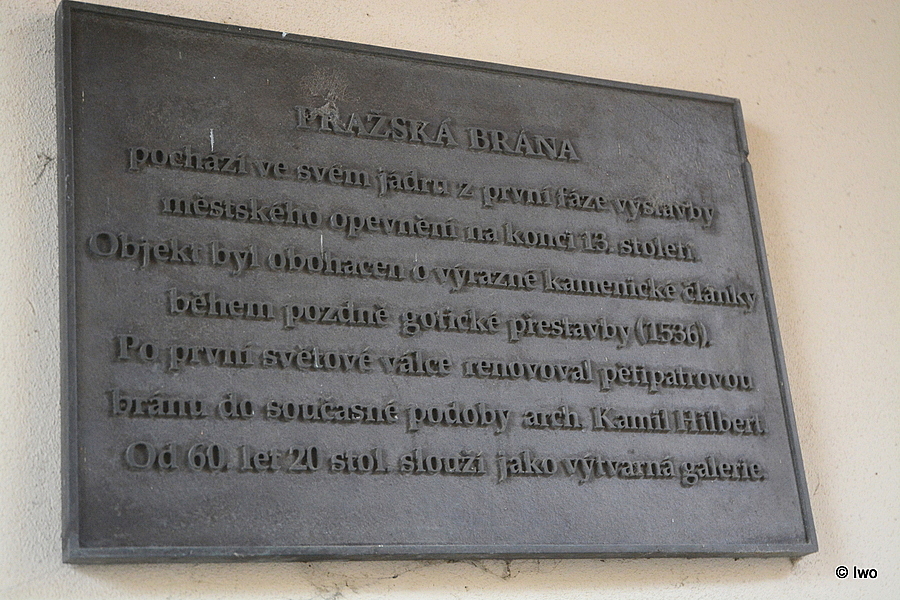 PRAŽSKÁ BRÁNA
pochází ve svém jádru z první fáze výstavby
městského opevnění na konci 13. století.
Objekt byl obohacen o výrazné kamenické články
během pozdně gotické přestavby (1536).
Po první světové válce renovoval pětipatrovou
bránu do současné podoby arch. Kamil Hilbert.
Od 60. let 20 stol. slouží jako výtvarná galerie.
© Iwo